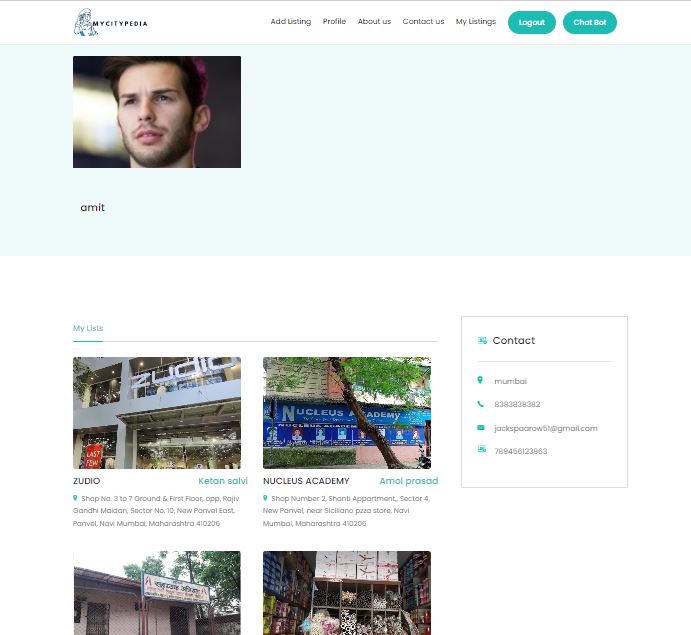 MYCITYPEDIA
Add Listing
Profile
About us
Contact us
My Listings
Logout
Chat Bot
amit
My Lists
ZUDIO
LAST
FEW
ZUDIO
Ketan salvi
Shop No. 3 to 7 Ground & First Floor, opp. Rajiv
Gandhi Maidan, Sector No. 10, New Panvel East,
Panvel, Navi Mumbai, Maharashtra 410206
NUCLEUS ACADEMY
NUCLEUS ACADEMY
NUCLEUS ACADEMY
Amol prasad
Shop Number 2, Shanti Appartment,, Sector 4,
New Panvel, near Siciliano pzza store, Navi
Mumbai, Maharashtra 410206
Contact
mumbai
8383838382
jackspaarow51@gmail.com
789456123963